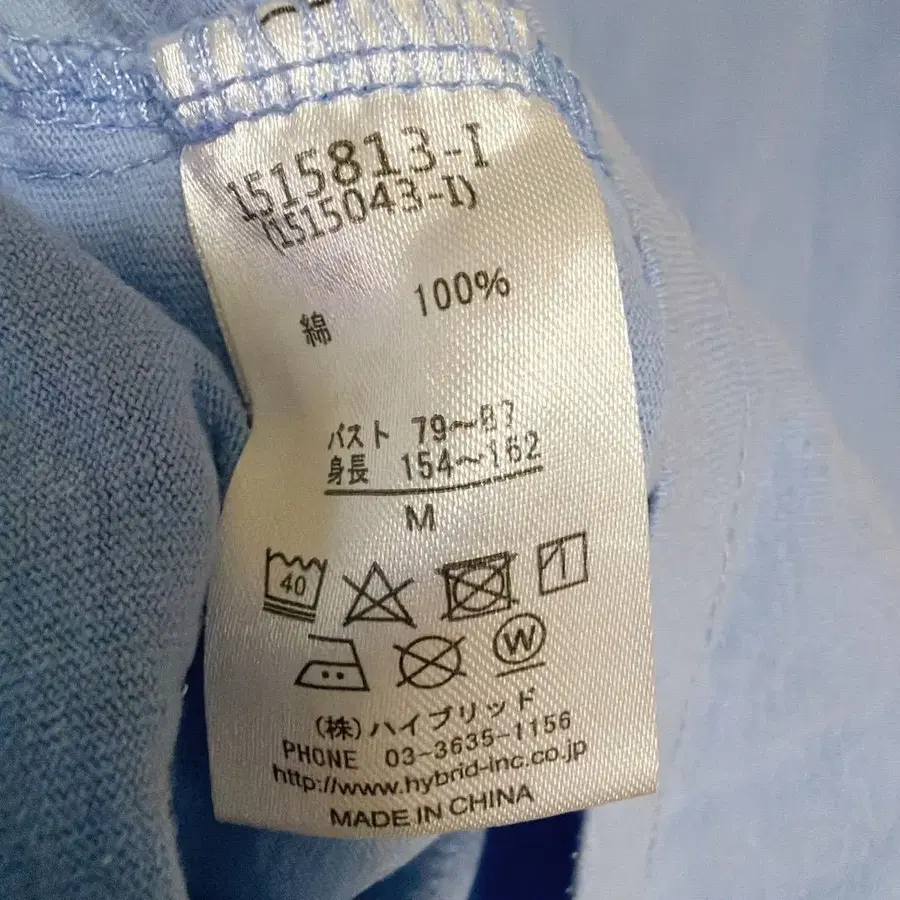 1515813-I
(1515043-I)
綿 100%
バスト 79～87
身長 154～162
M
40
W
(株)ハイブリッド
PHONE 03-3635-1156
http://www.hybrid-inc.co.jp
MADE IN CHINA